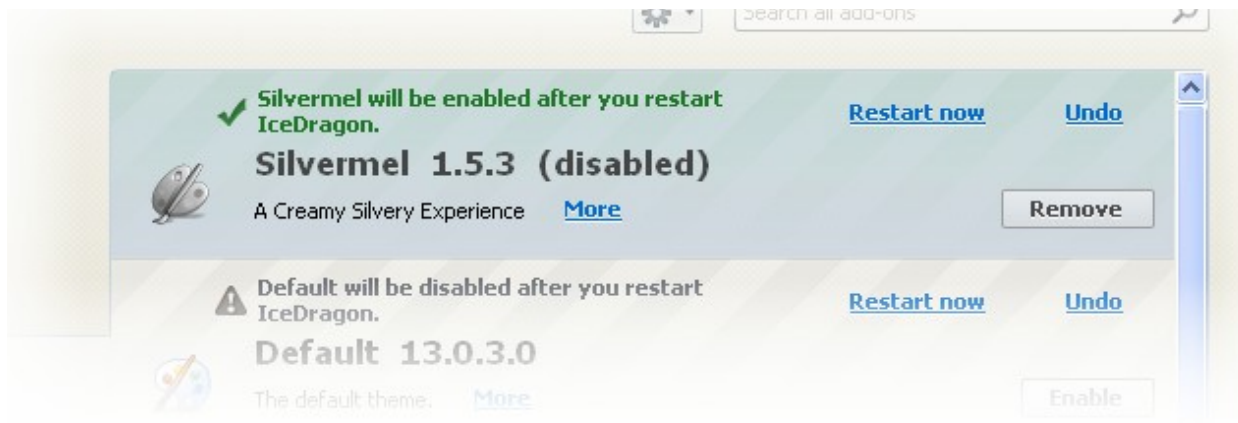 Search all add-ons
Silvermel will be enabled after you restart
IceDragon.
Restart now
Undo
Silvermel 1.5.3 (disabled)
A Creamy Silvery Experience More
Remove
Default will be disabled after you restart
IceDragon.
Restart now
Undo
Default 13.0.3.0
The default theme. More
Enable